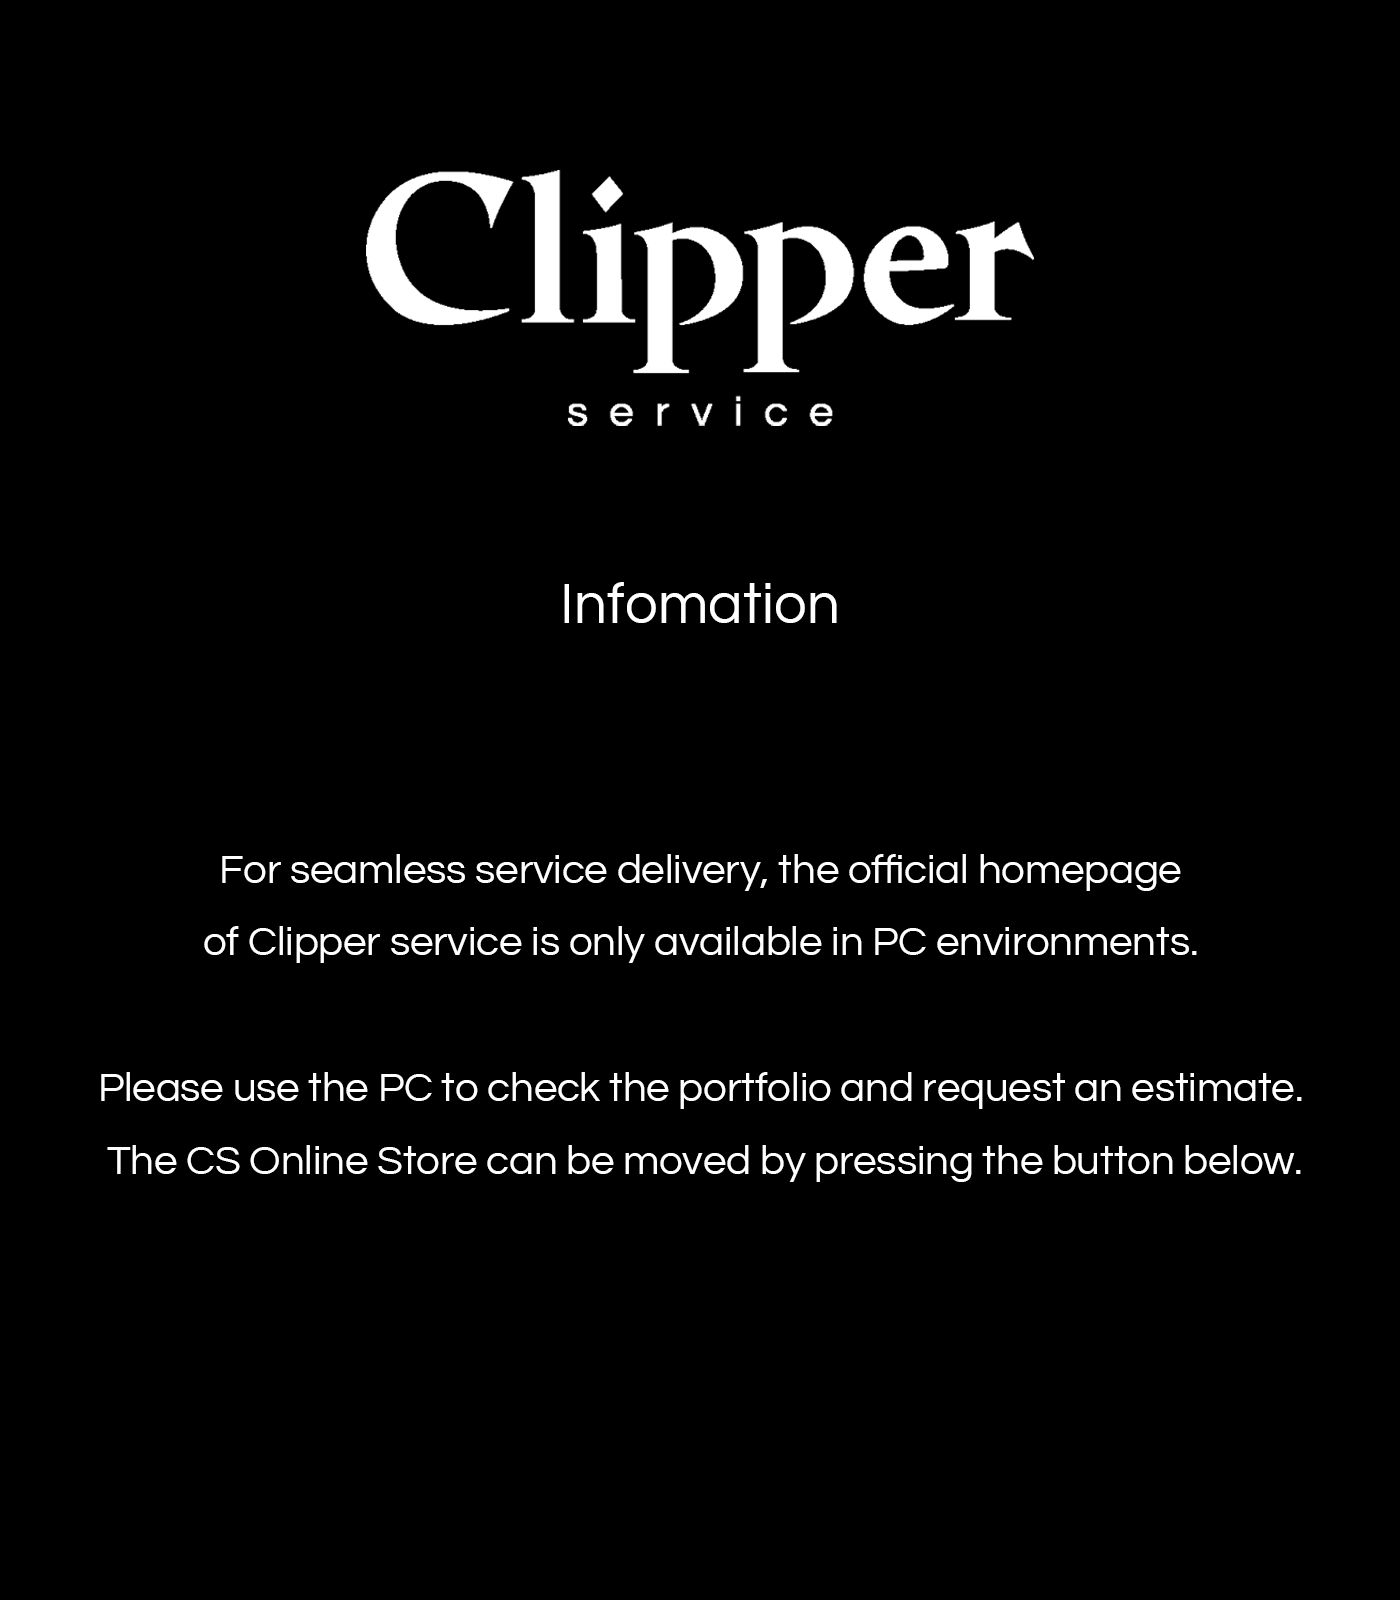 Clipper
service
Infomation
For seamless service delivery, the official homepage
of Clipper service is only available in PC environments.
Please use the PC to check the portfolio and request an estimate.
The CS Online Store can be moved by pressing the button below.